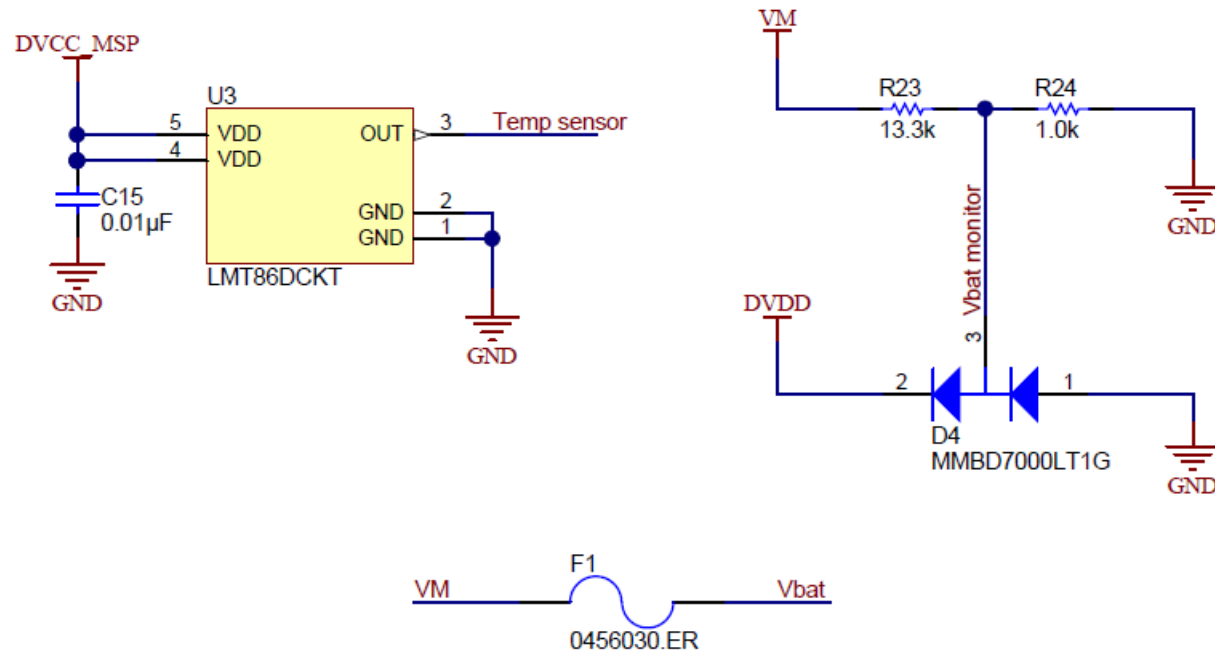 DVCC_MSP
U3
5
VDD
4
VDD
OUT
3
Temp sensor
GND
2
GND
1
C15
0.01µF
LMT86DCKT
GND
GND
VM
R23
13.3k
R24
1.0k
GND
Vbat monitor
3
DVDD
2
1
D4
MMBD7000LT1G
GND
F1
VM
Vbat
0456030.ER